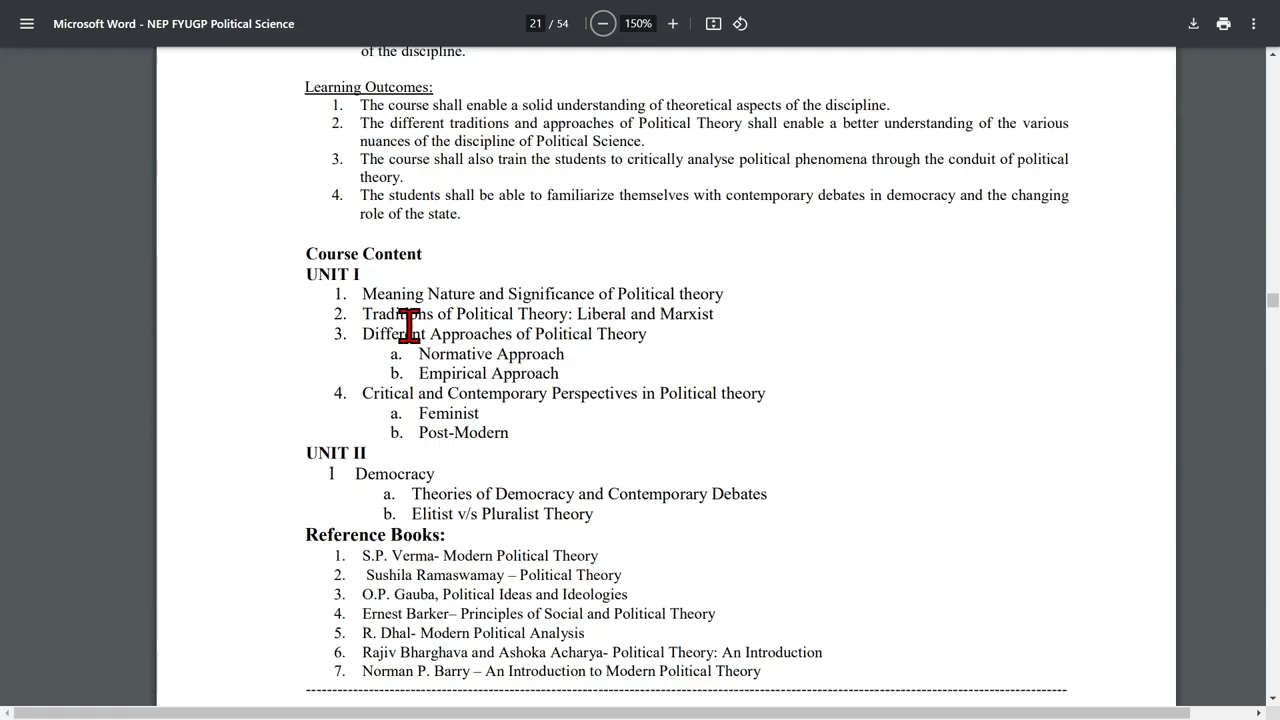 Microsoft Word - NEP FYUGP Political Science
21 / 54
150%
of the discipline.
Learning Outcomes:
1. The course shall enable a solid understanding of theoretical aspects of the discipline.
2. The different traditions and approaches of Political Theory shall enable a better understanding of the various
nuances of the discipline of Political Science.
3. The course shall also train the students to critically analyse political phenomena through the conduit of political
theory.
4. The students shall be able to familiarize themselves with contemporary debates in democracy and the changing
role of the state.
Course Content
UNIT I
1. Meaning Nature and Significance of Political theory
2. Traditions of Political Theory: Liberal and Marxist
3. Different Approaches of Political Theory
a. Normative Approach
b. Empirical Approach
4. Critical and Contemporary Perspectives in Political theory
a. Feminist
b. Post-Modern
UNIT II
1 Democracy
a. Theories of Democracy and Contemporary Debates
b. Elitist v/s Pluralist Theory
Reference Books:
1. S.P. Verma- Modern Political Theory
2. Sushila Ramaswamay – Political Theory
3. O.P. Gauba, Political Ideas and Ideologies
4. Ernest Barker– Principles of Social and Political Theory
5. R. Dhal- Modern Political Analysis
6. Rajiv Bharghava and Ashoka Acharya- Political Theory: An Introduction
7. Norman P. Barry – An Introduction to Modern Political Theory